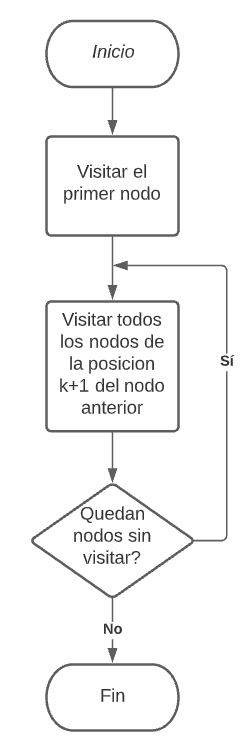 Inicio
Visitar el
primer nodo
Visitar todos
los nodos de
la posicion
k+1 del nodo
anterior
Sí
Quedan
nodos sin
visitar?
No
Fin